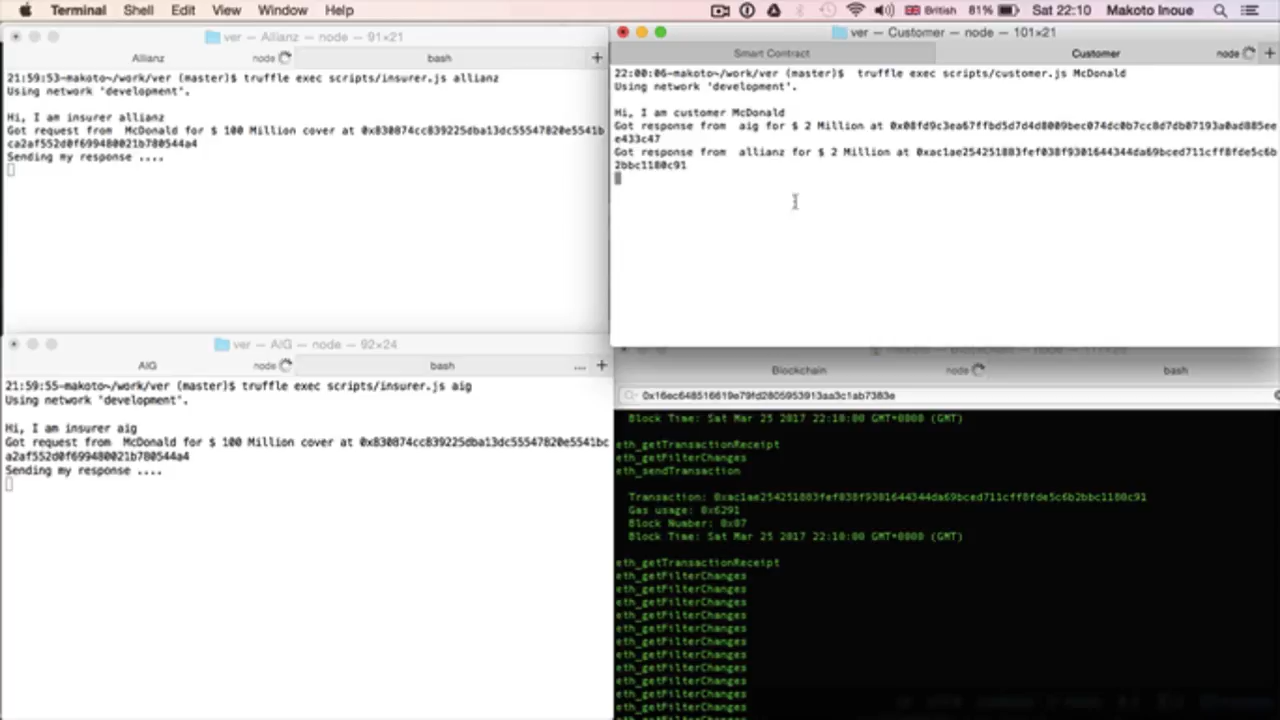 Terminal Shell Edit View Window Help British 81% Sat 22:10 Makoto Inoue
ver — Allianz — node — 91×21
Allianz node bash +
21:59:53-makoto~/work/ver (master)$ truffle exec scripts/insurer.js allianz
Using network 'development'.
Hi, I am insurer allianz
Got request from McDonald for $ 100 Million cover at 0x830874cc839225dba13dc55547820e5541b
ca2af552d0f699480021b780544a4
Sending my response ....
ver — Customer — node — 101×21
Smart Contract Customer node +
22:00:06-makoto~/work/ver (master)$ truffle exec scripts/customer.js McDonald
Using network 'development'.
Hi, I am customer McDonald
Got response from aig for $ 2 Million at 0x08fd9c3ea67ffbd5d7d4d8009bec074dc0b7cc8d7db07193a0ad885ee
e433c47
Got response from allianz for $ 2 Million at 0xac1ae254251883fef038f9301644344da69bced711cff8fde5c6b
2bbc1180c91
ver — AIG — node — 92×24
AIG node bash ... +
21:59:55-makoto~/work/ver (master)$ truffle exec scripts/insurer.js aig
Using network 'development'.
Hi, I am insurer aig
Got request from McDonald for $ 100 Million cover at 0x830874cc839225dba13dc55547820e5541bc
a2af552d0f699480021b780544a4
Sending my response ....
Blockchain node bash
0x16ec648516619e79fd2805953913aa3c1ab7383e
Block Time: Sat Mar 25 2017 22:10:00 GMT+0000 (GMT)
eth_getTransactionReceipt
eth_getFilterChanges
eth_sendTransaction
Transaction: 0xac1ae254251883fef038f9301644344da69bced711cff8fde5c6b2bbc1180c91
Gas usage: 0x6291
Block Number: 0x07
Block Time: Sat Mar 25 2017 22:10:00 GMT+0000 (GMT)
eth_getTransactionReceipt
eth_getFilterChanges
eth_getFilterChanges
eth_getFilterChanges
eth_getFilterChanges
eth_getFilterChanges
eth_getFilterChanges
eth_getFilterChanges
eth_getFilterChanges
eth_getFilterChanges
eth_getFilterChanges
eth_getFilterChanges